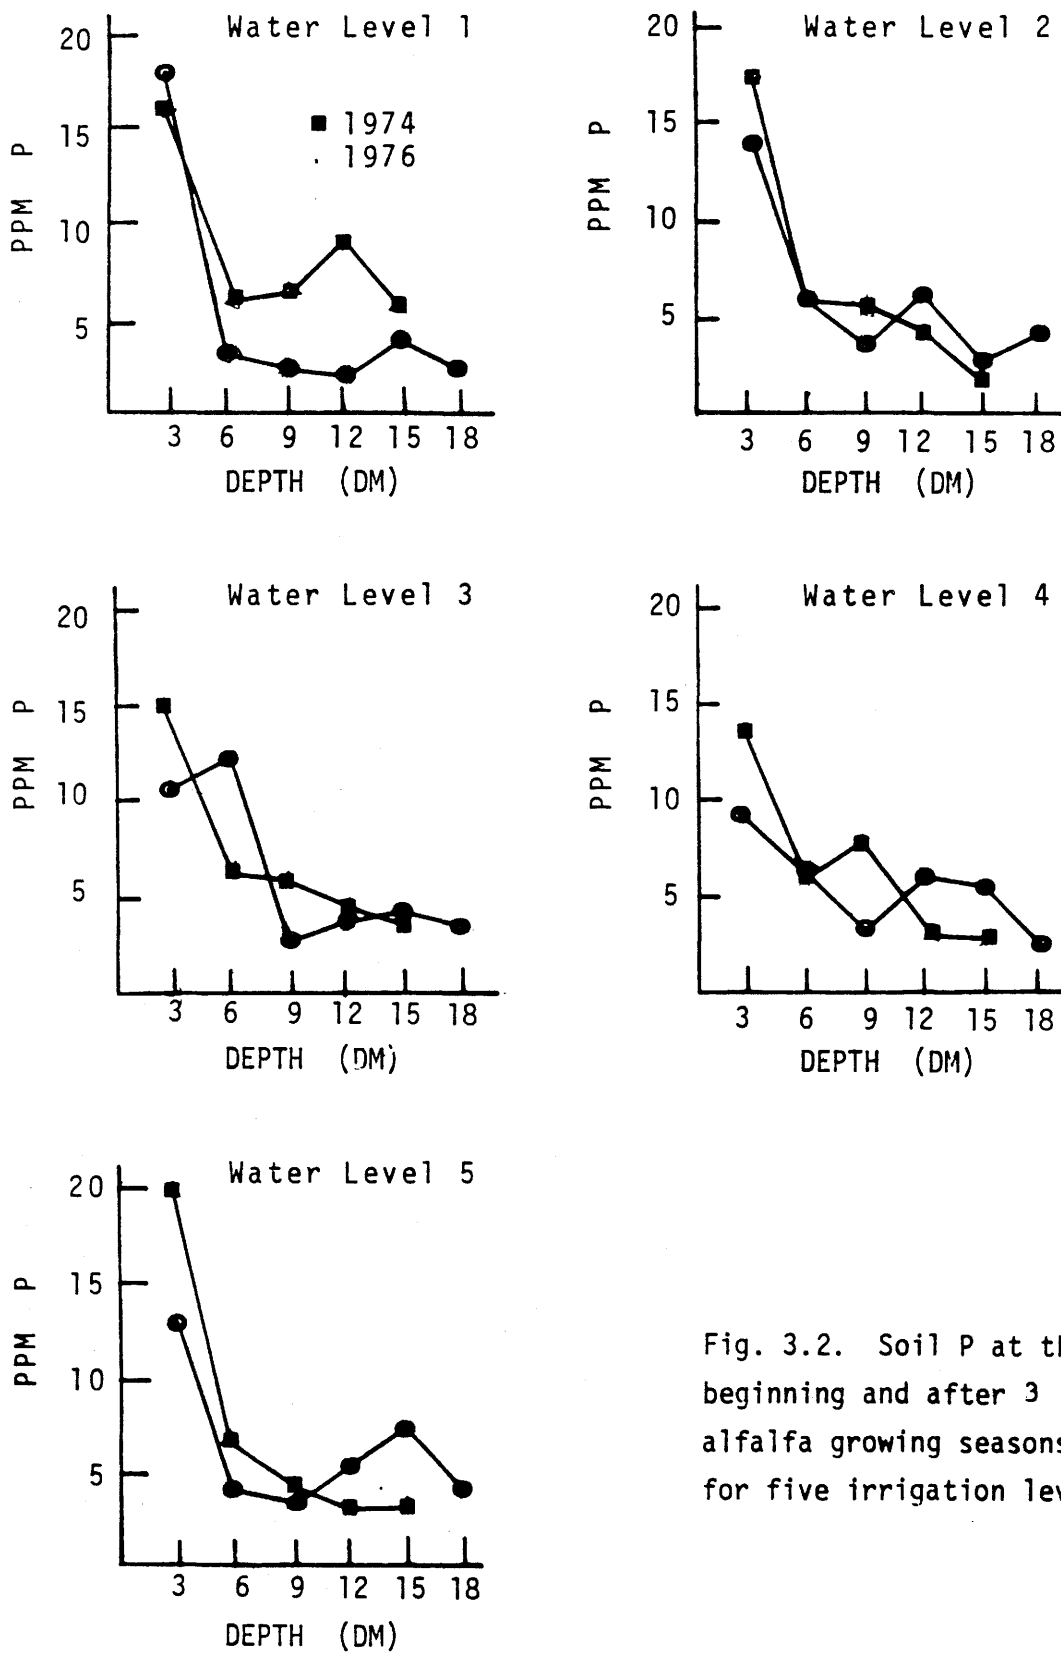 Water Level 1
20
15
10
5
PPM P
■ 1974
. 1976
3 6 9 12 15 18
DEPTH (DM)
Water Level 2
20
15
10
5
PPM P
3 6 9 12 15 18
DEPTH (DM)
Water Level 3
20
15
10
5
PPM P
3 6 9 12 15 18
DEPTH (DM)
Water Level 4
20
15
10
5
PPM P
3 6 9 12 15 18
DEPTH (DM)
Water Level 5
20
15
10
5
PPM P
3 6 9 12 15 18
DEPTH (DM)
Fig. 3.2. Soil P at th
beginning and after 3
alfalfa growing seasons
for five irrigation lev